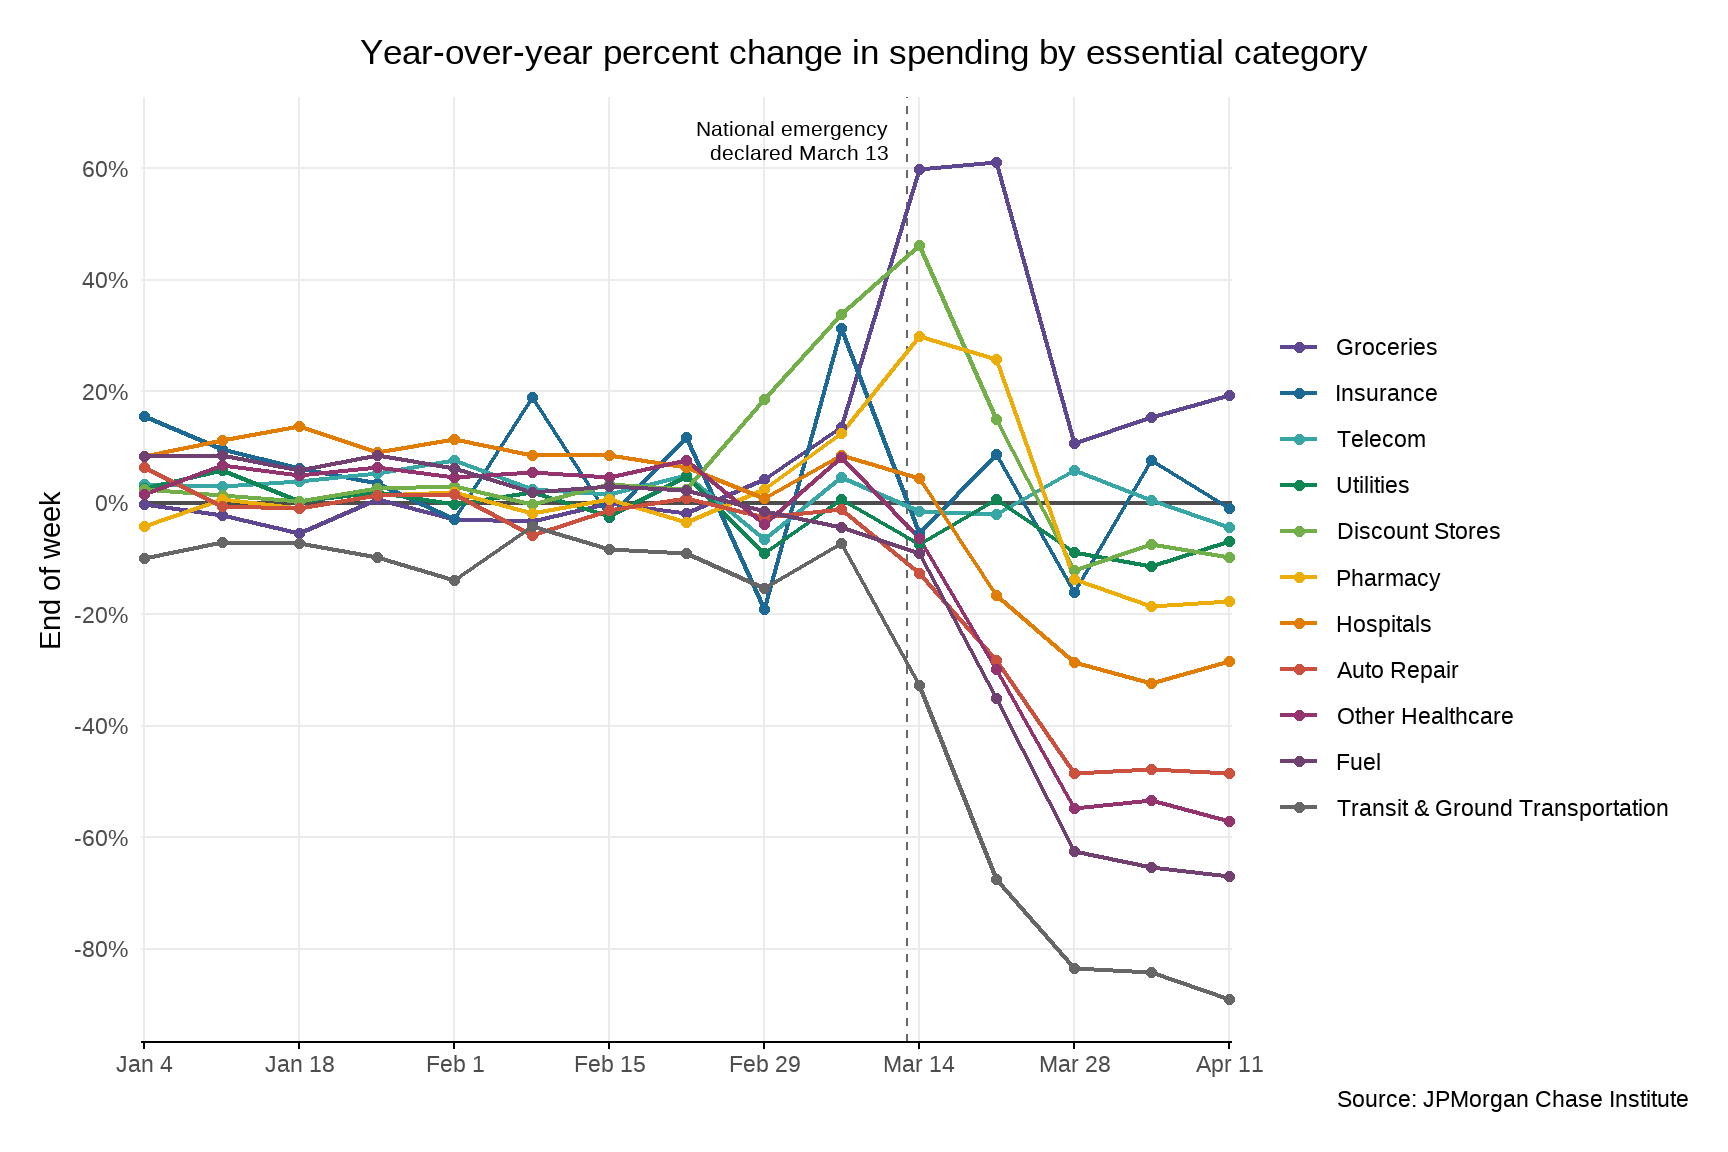 Year-over-year percent change in spending by essential category
National emergency
declared March 13
60%
40%
20%
0%
-20%
-40%
-60%
-80%
End of week
Jan 4
Jan 18
Feb 1
Feb 15
Feb 29
Mar 14
Mar 28
Apr 11
Groceries
Insurance
Telecom
Utilities
Discount Stores
Pharmacy
Hospitals
Auto Repair
Other Healthcare
Fuel
Transit & Ground Transportation
Source: JPMorgan Chase Institute